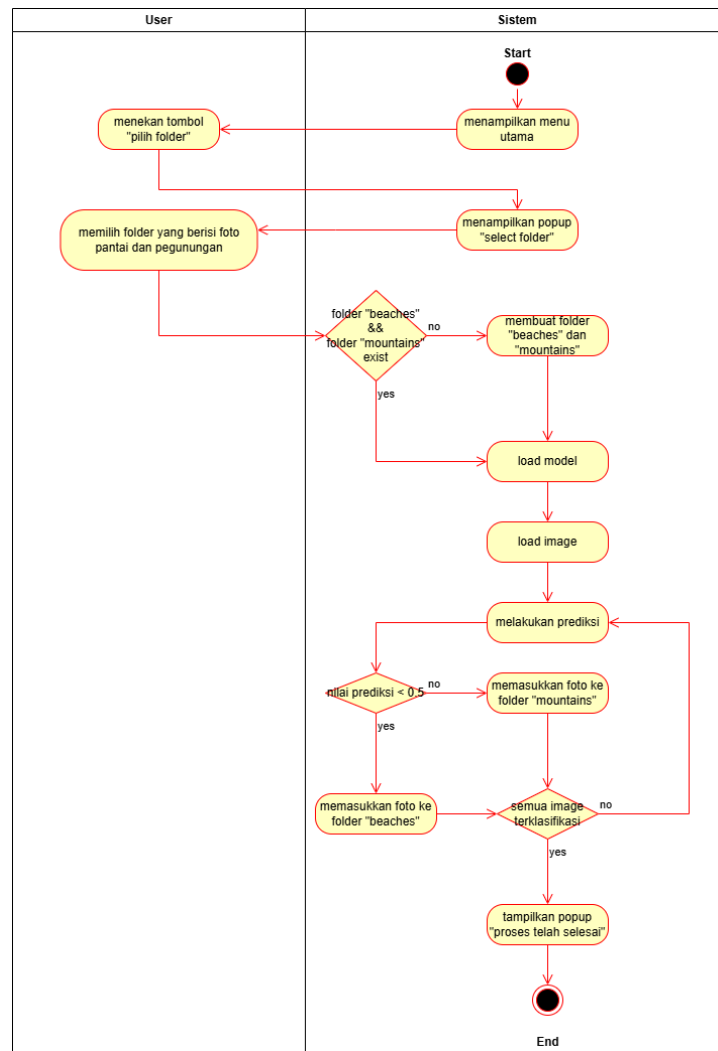 User
Sistem
Start
menekan tombol
"pilih folder"
menampilkan menu
utama
memilih folder yang berisi foto
pantai dan pegunungan
menampilkan popup
"select folder"
folder "beaches"
&&
folder "mountains"
exist
no
membuat folder
"beaches" dan
"mountains"
yes
load model
load image
melakukan prediksi
nilai prediksi < 0.5
no
memasukkan foto ke
folder "mountains"
yes
memasukkan foto ke
folder "beaches"
semua image
terklasifikasi
no
yes
tampilkan popup
"proses telah selesai"
End